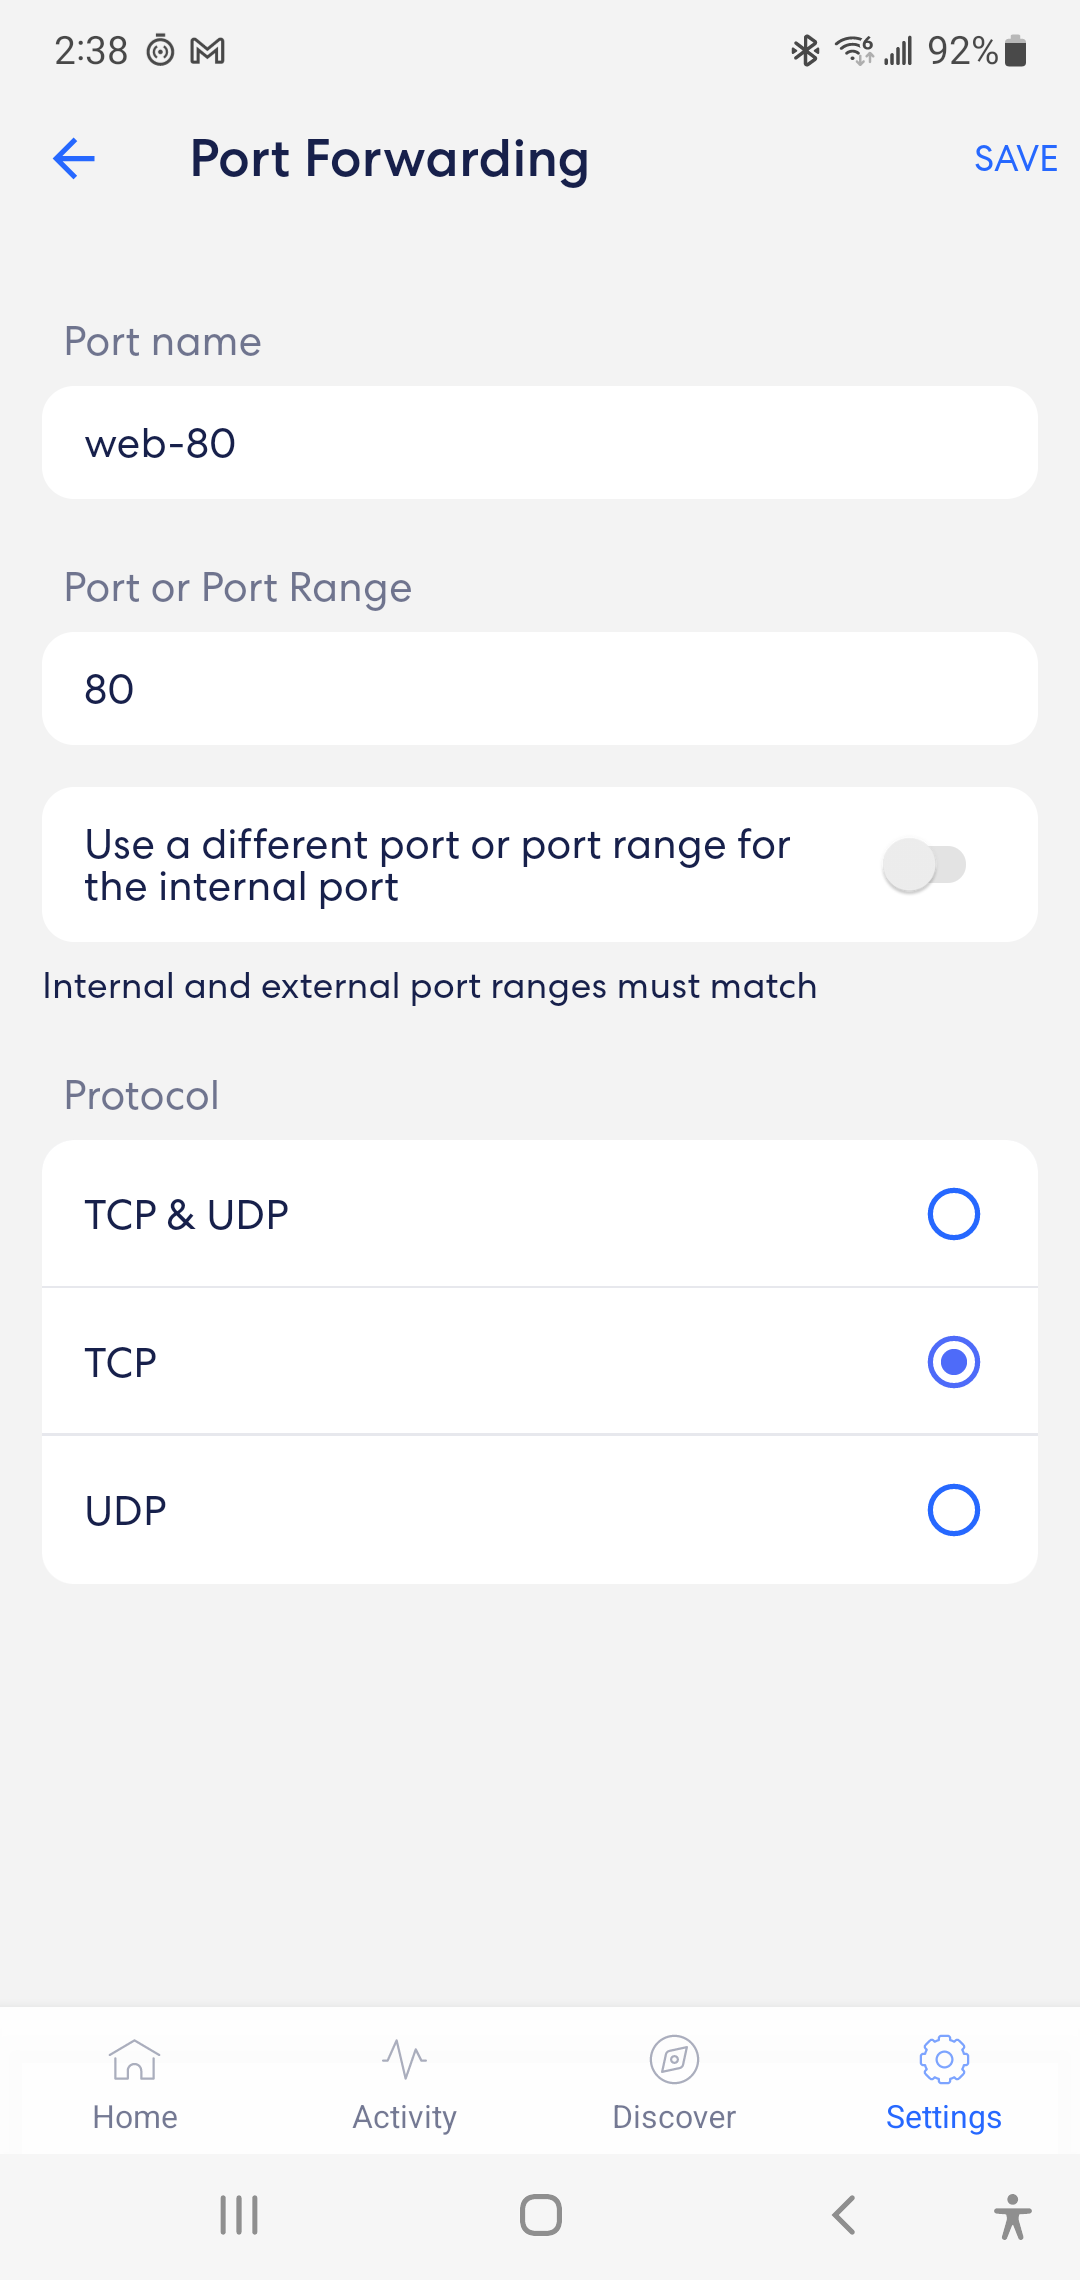 2:38
6
92%
Port Forwarding
SAVE
Port name
web-80
Port or Port Range
80
Use a different port or port range for
the internal port
Internal and external port ranges must match
Protocol
TCP & UDP
TCP
UDP
Home
Activity
Discover
Settings